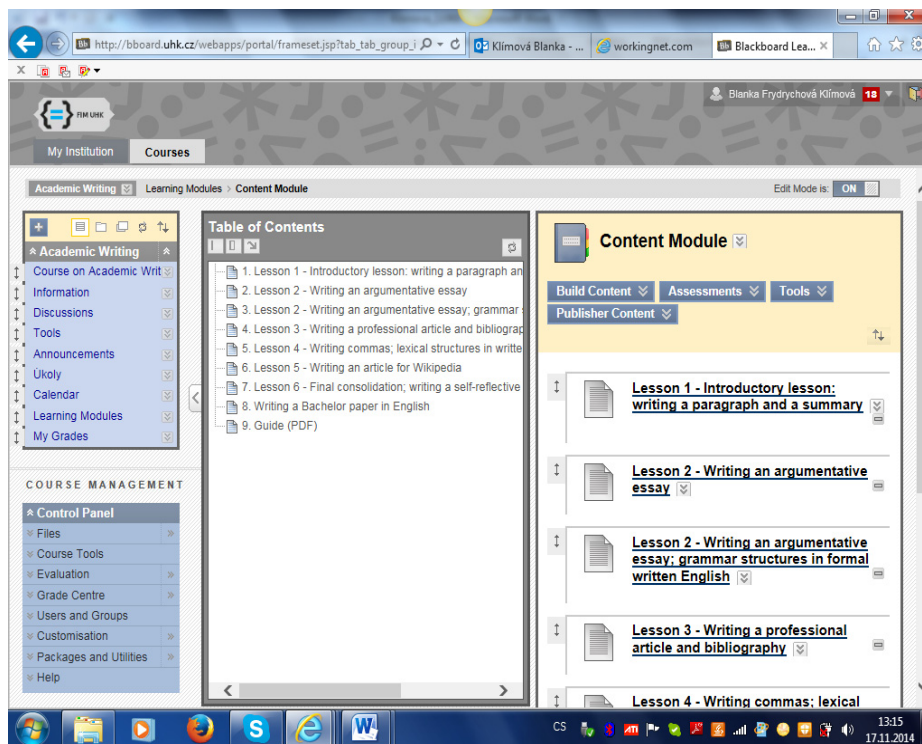 http://bboard.uhk.cz/webapps/portal/frameset.jsp?tab_tab_group_i
Klímová Blanka - ...
workingnet.com
Blackboard Lea...
FIM UHK
Blanka Frydrychová Klímová 18
My Institution
Courses
Academic Writing
Learning Modules > Content Module
Edit Mode is: ON
Academic Writing
Course on Academic Writ
Information
Discussions
Tools
Announcements
Úkoly
Calendar
Learning Modules
My Grades
COURSE MANAGEMENT
Control Panel
Files
Course Tools
Evaluation
Grade Centre
Users and Groups
Customisation
Packages and Utilities
Help
Table of Contents
1. Lesson 1 - Introductory lesson: writing a paragraph an
2. Lesson 2 - Writing an argumentative essay
3. Lesson 2 - Writing an argumentative essay; grammar
4. Lesson 3 - Writing a professional article and bibliograp
5. Lesson 4 - Writing commas; lexical structures in writte
6. Lesson 5 - Writing an article for Wikipedia
7. Lesson 6 - Final consolidation; writing a self-reflective
8. Writing a Bachelor paper in English
9. Guide (PDF)
Content Module
Build Content
Assessments
Tools
Publisher Content
Lesson 1 - Introductory lesson:
writing a paragraph and a summary
Lesson 2 - Writing an argumentative
essay
Lesson 2 - Writing an argumentative
essay; grammar structures in formal
written English
Lesson 3 - Writing a professional
article and bibliography
Lesson 4 - Writing commas; lexical
CS
13:15
17.11.2014